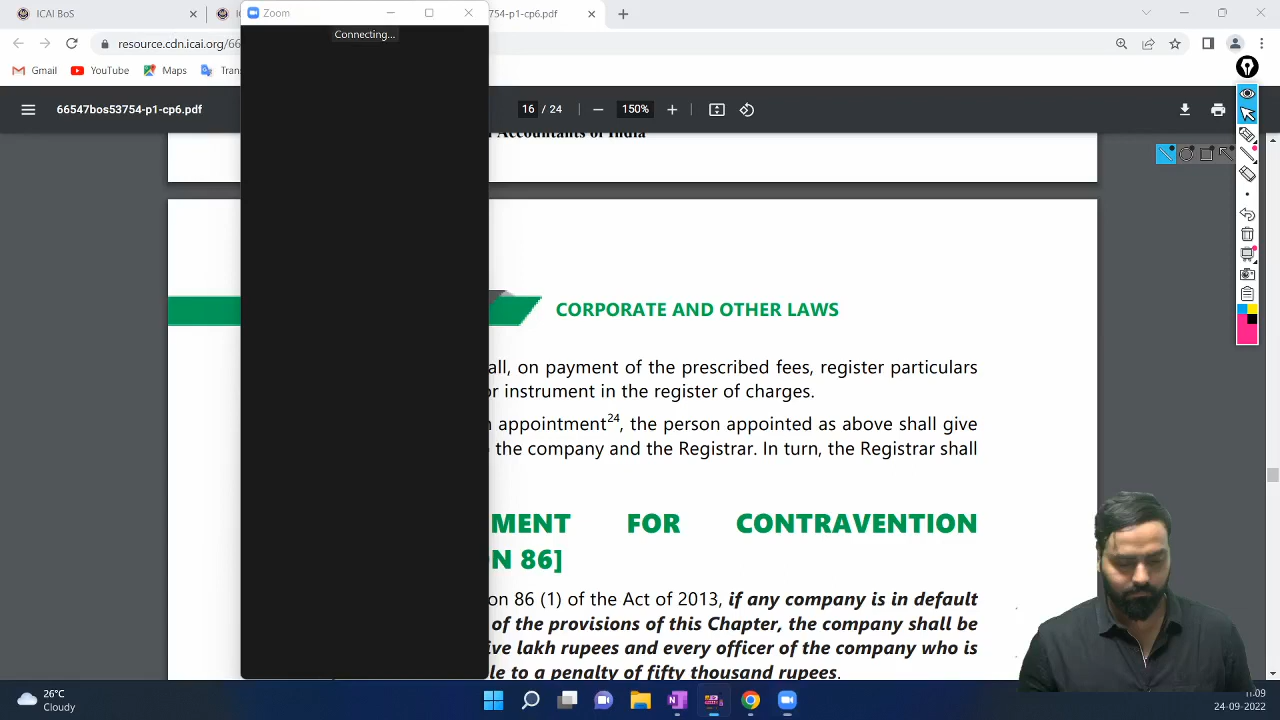 ICAI BoS
Zoom
754-p1-cp6.pdf
Connecting...
resource.cdn.icai.org/66
Gmail
YouTube
Maps
Tran
66547bos53754-p1-cp6.pdf
16 / 24
150%
Accountants of India
CORPORATE AND OTHER LAWS
all, on payment of the prescribed fees, register particulars
or instrument in the register of charges.
appointment24, the person appointed as above shall give
the company and the Registrar. In turn, the Registrar shall
MENT FOR CONTRAVENTION
N 86]
on 86 (1) of the Act of 2013, if any company is in default
of the provisions of this Chapter, the company shall be
ive lakh rupees and every officer of the company who is
le to a penalty of fifty thousand rupees.
26°C
Cloudy
11:09
24-09-2022